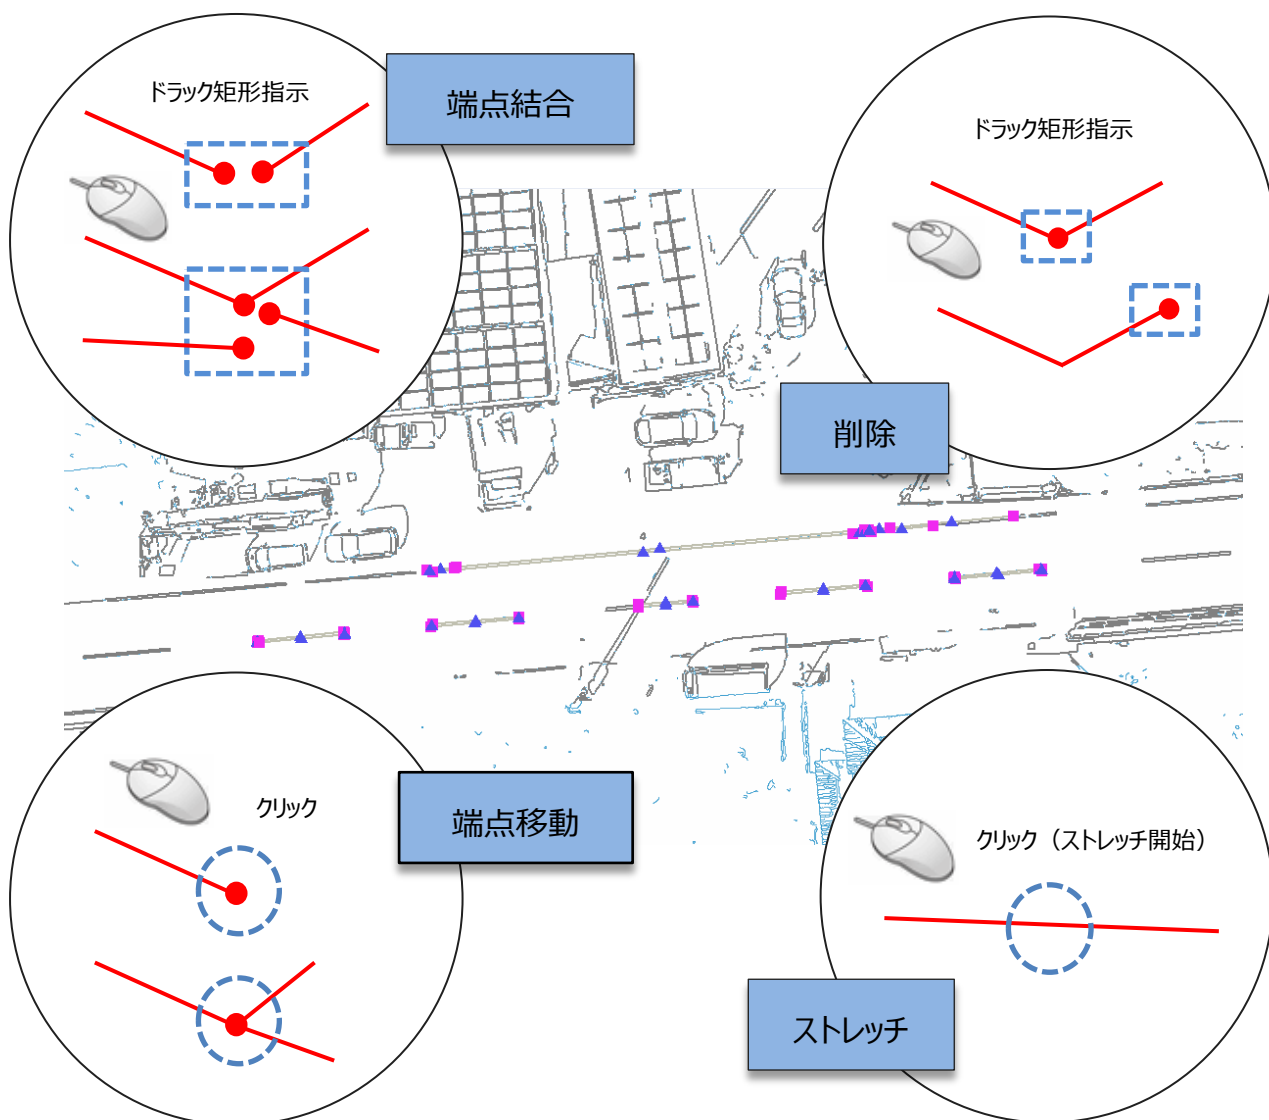 ドラック矩形指示
端点結合
ドラック矩形指示
削除
4
クリック
端点移動
クリック（ストレッチ開始）
ストレッチ